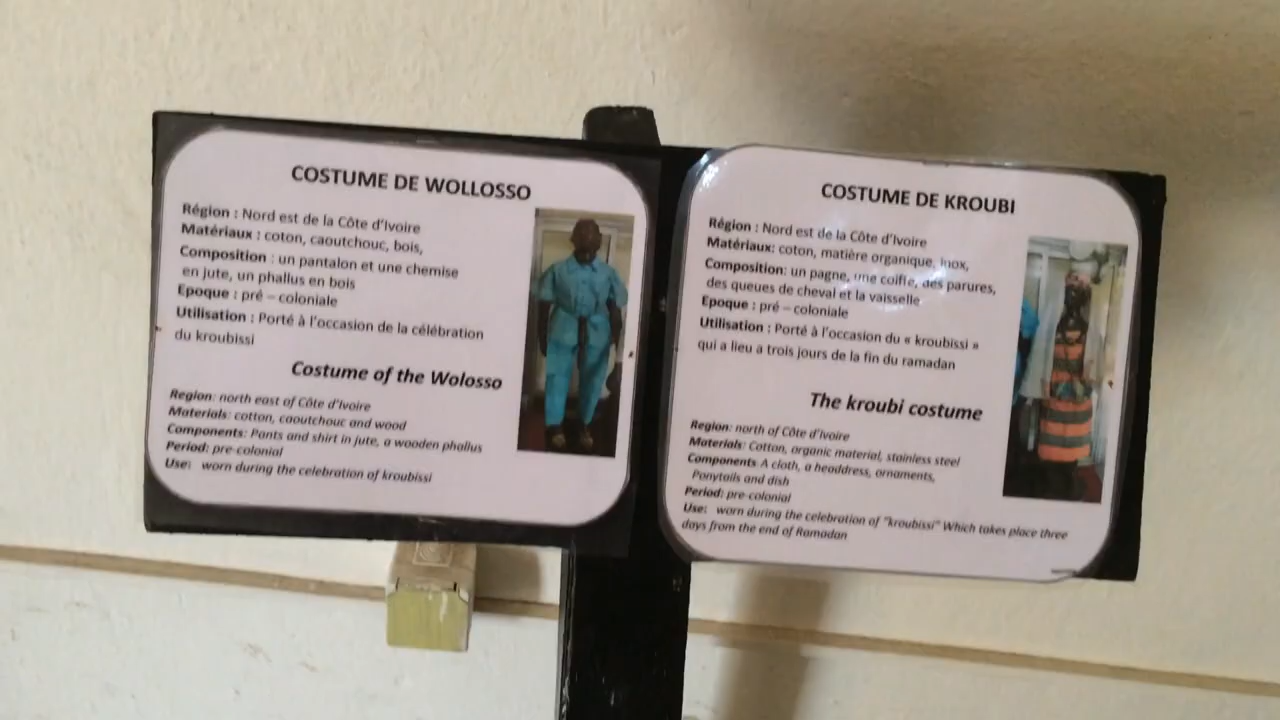 COSTUME DE WOLLOSSO
Région : Nord est de la Côte d'Ivoire
Matériaux : coton, caoutchouc, bois,
Composition : un pantalon et une chemise
en jute, un phallus en bois
Epoque : pré – coloniale
Utilisation : Porté à l'occasion de la célébration
du kroubissi
Costume of the Wolosso
Region: north east of Côte d'Ivoire
Materials: cotton, caoutchouc and wood
Components: Pants and shirt in jute, a wooden phallus
Period: pre-colonial
Use: worn during the celebration of kroubissi
COSTUME DE KROUBI
Région : Nord est de la Côte d'Ivoire
Matériaux: coton, matière organique, inox,
Composition: un pagne, une coiffe, des parures,
des queues de cheval et la vaisselle
Epoque : pré – coloniale
Utilisation : Porté à l'occasion du « kroubissi »
qui a lieu a trois jours de la fin du ramadan
The kroubi costume
Region: north of Côte d'Ivoire
Materials: Cotton, organic material, stainless steel
Components A cloth, a headdress, ornaments,
Ponytails and dish
Period: pre-colonial
Use: worn during the celebration of "kroubissi" Which takes place three
days from the end of Ramadan